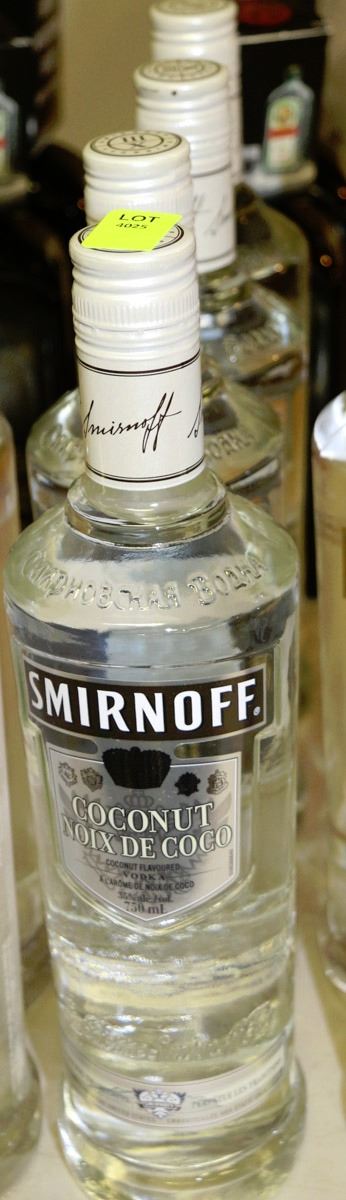 LOT
4025
Smirnoff
СМИРНОВСКАЯ ВОДКА
SMIRNOFF
COCONUT
NOIX DE COCO
COCONUT FLAVOURED
VODKA
À L'ARÔME DE NOIX DE COCO
750 mL